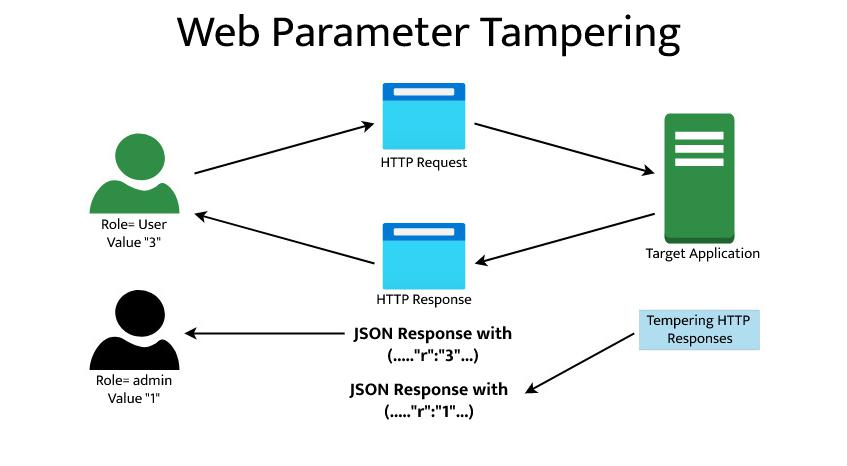 Web Parameter Tampering
HTTP Request
Role= User
Value "3"
Target Application
HTTP Response
JSON Response with
(....."r":"3"...)
Tempering HTTP
Responses
Role= admin
Value "1"
JSON Response with
(....."r":"1"...)